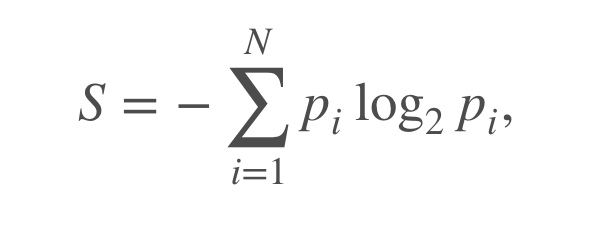 S = − ∑_{i=1}^{N} p_i log_2 p_i,